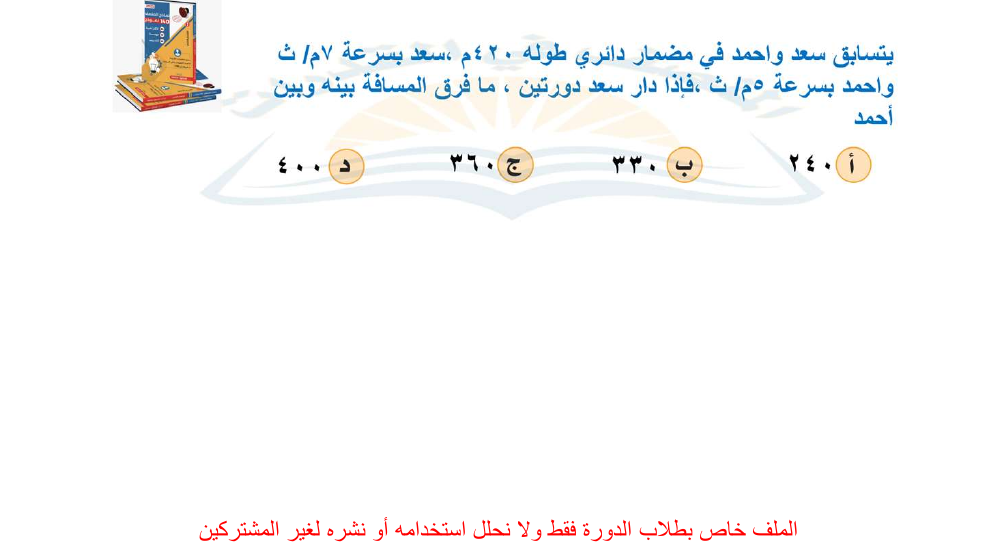 يتسابق سعد واحمد في مضمار دائري طوله ٤٢٠م ،سعد بسرعة ٧م/ ث
واحمد بسرعة ٥م/ ث ،فإذا دار سعد دورتين ، ما فرق المسافة بينه وبين
أحمد
أ ٢٤٠ ب ٣٣٠ ج ٣٦٠ د ٤٠٠
الملف خاص بطلاب الدورة فقط ولا نحلل استخدامه أو نشره لغير المشتركين